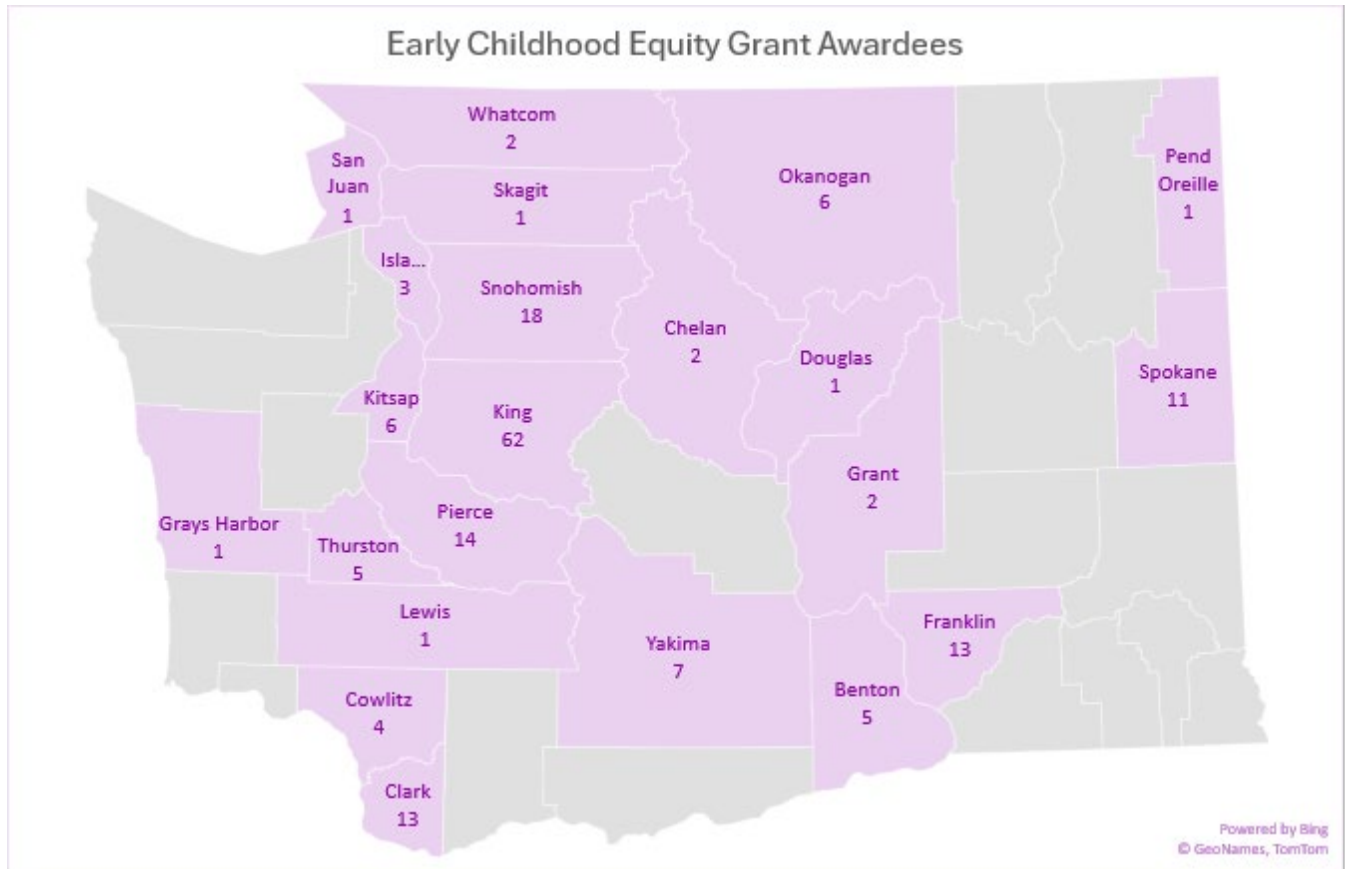 Early Childhood Equity Grant Awardees
Whatcom
2
San
Juan
1
Skagit
1
Okanogan
6
Pend
Oreille
1
Isla...
3
Snohomish
18
Chelan
2
Douglas
1
Spokane
11
Kitsap
6
King
62
Grant
2
Grays Harbor
1
Thurston
5
Pierce
14
Lewis
1
Yakima
7
Franklin
13
Benton
5
Cowlitz
4
Clark
13
Powered by Bing
© GeoNames, TomTom